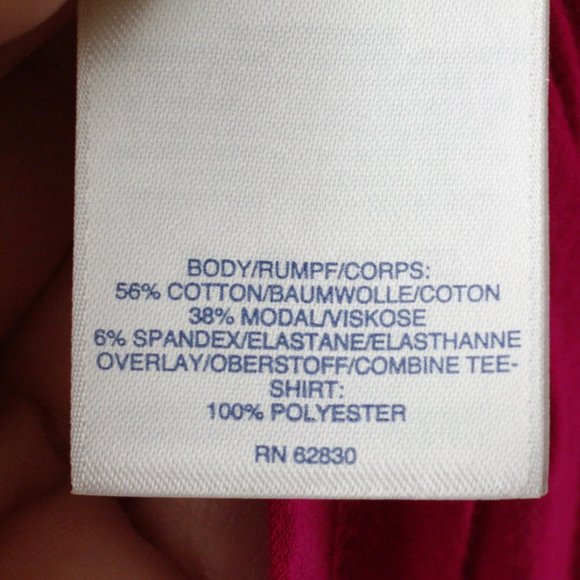 BODY/RUMPF/CORPS:
56% COTTON/BAUMWOLLE/COTON
38% MODAL/VISKOSE
6% SPANDEX/ELASTANE/ELASTHANNE
OVERLAY/OBERSTOFF/COMBINE TEE-
SHIRT:
100% POLYESTER
RN 62830